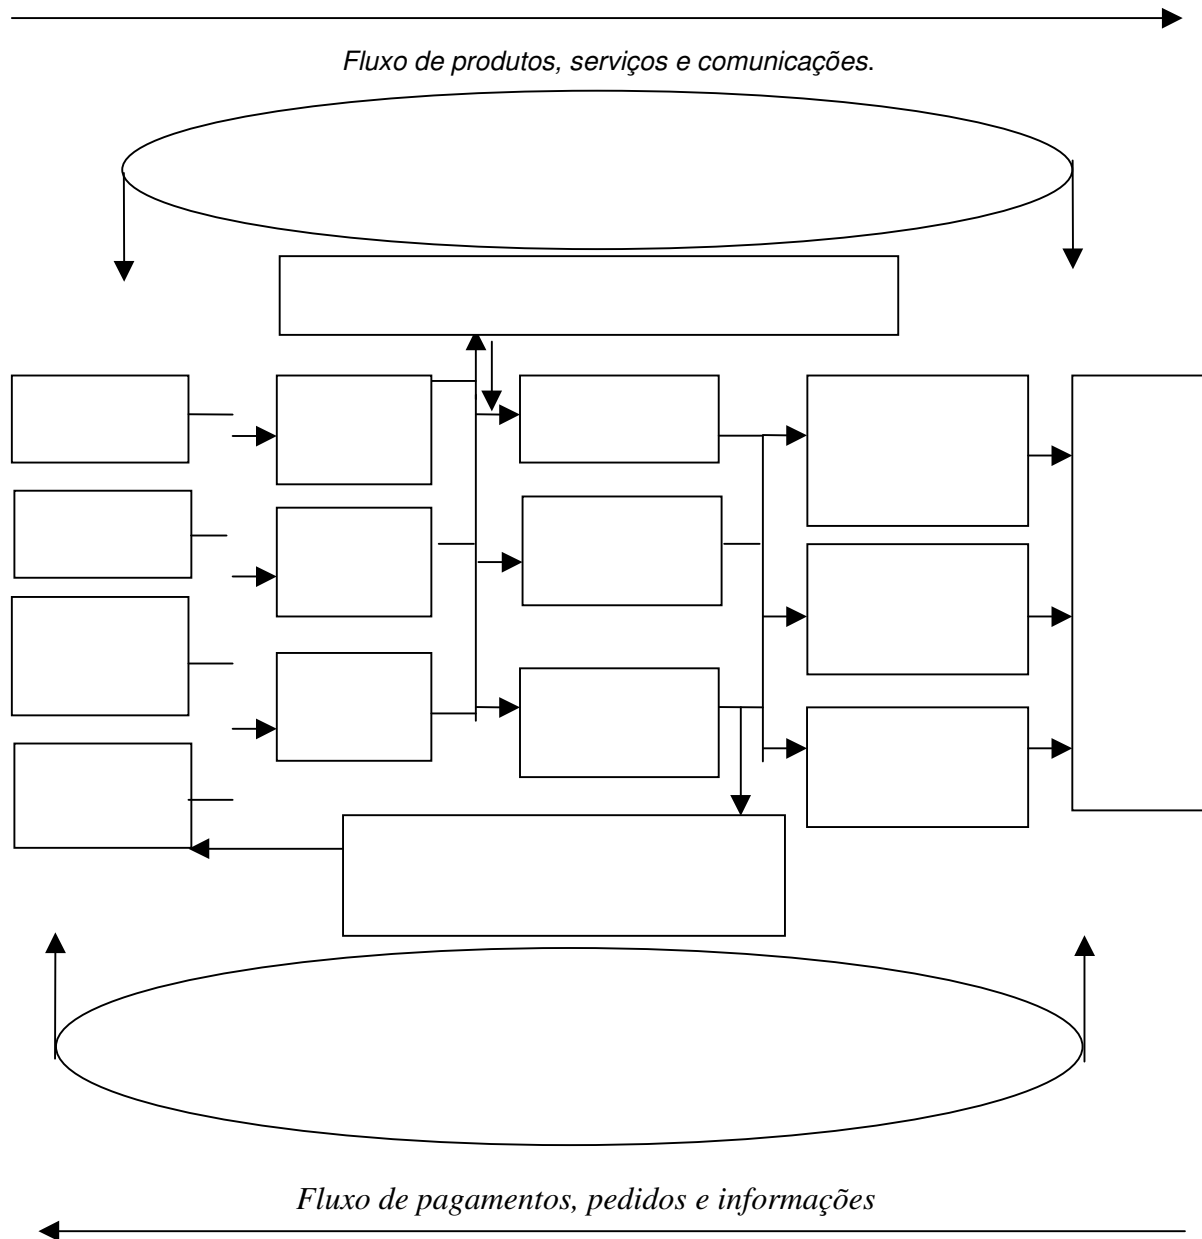 Fluxo de produtos, serviços e comunicações.
Fluxo de pagamentos, pedidos e informações